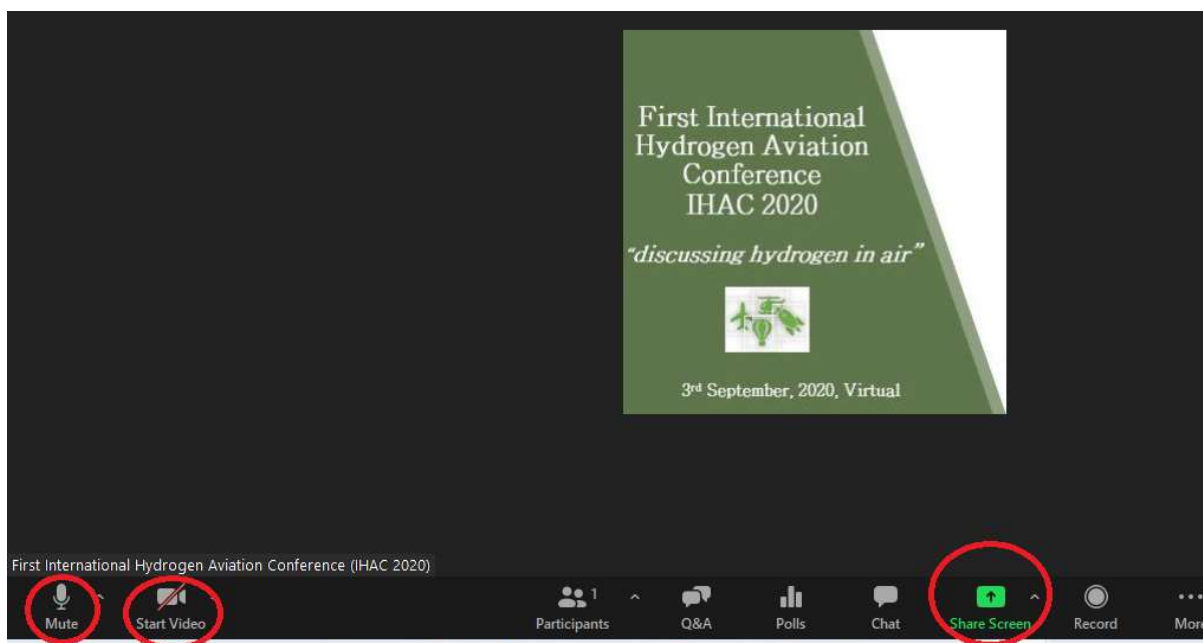 First International
Hydrogen Aviation
Conference
IHAC 2020
“discussing hydrogen in air”
3rd September, 2020, Virtual
First International Hydrogen Aviation Conference (IHAC 2020)
1
Mute Start Video Participants Q&A Polls Chat Share Screen Record Mor